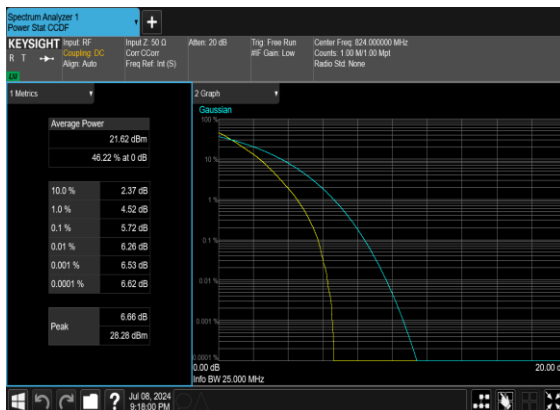 Spectrum Analyzer 1
Power Stat CCDF
+
KEYSIGHT Input: RF Input Z: 50 Ω Atten: 20 dB Trig: Free Run Center Freq: 824.000000 MHz
R T Coupling: DC Corr CCorr #IF Gain: Low Counts: 1.00 M/1.00 Mpt
Align: Auto Freq Ref: Int (S) Radio Std: None
1 Metrics
2 Graph
Gaussian
Average Power
21.62 dBm
46.22 % at 0 dB
10.0 % 2.37 dB
1.0 % 4.52 dB
0.1 % 5.72 dB
0.01 % 6.26 dB
0.001 % 6.53 dB
0.0001 % 6.62 dB
Peak 6.66 dB
28.28 dBm
100 %
10 %
1 %
0.1 %
0.01 %
0.001 %
0.0001 %
0.00 dB 20.00
Info BW 25.000 MHz
? Jul 08, 2024
9:18:00 PM